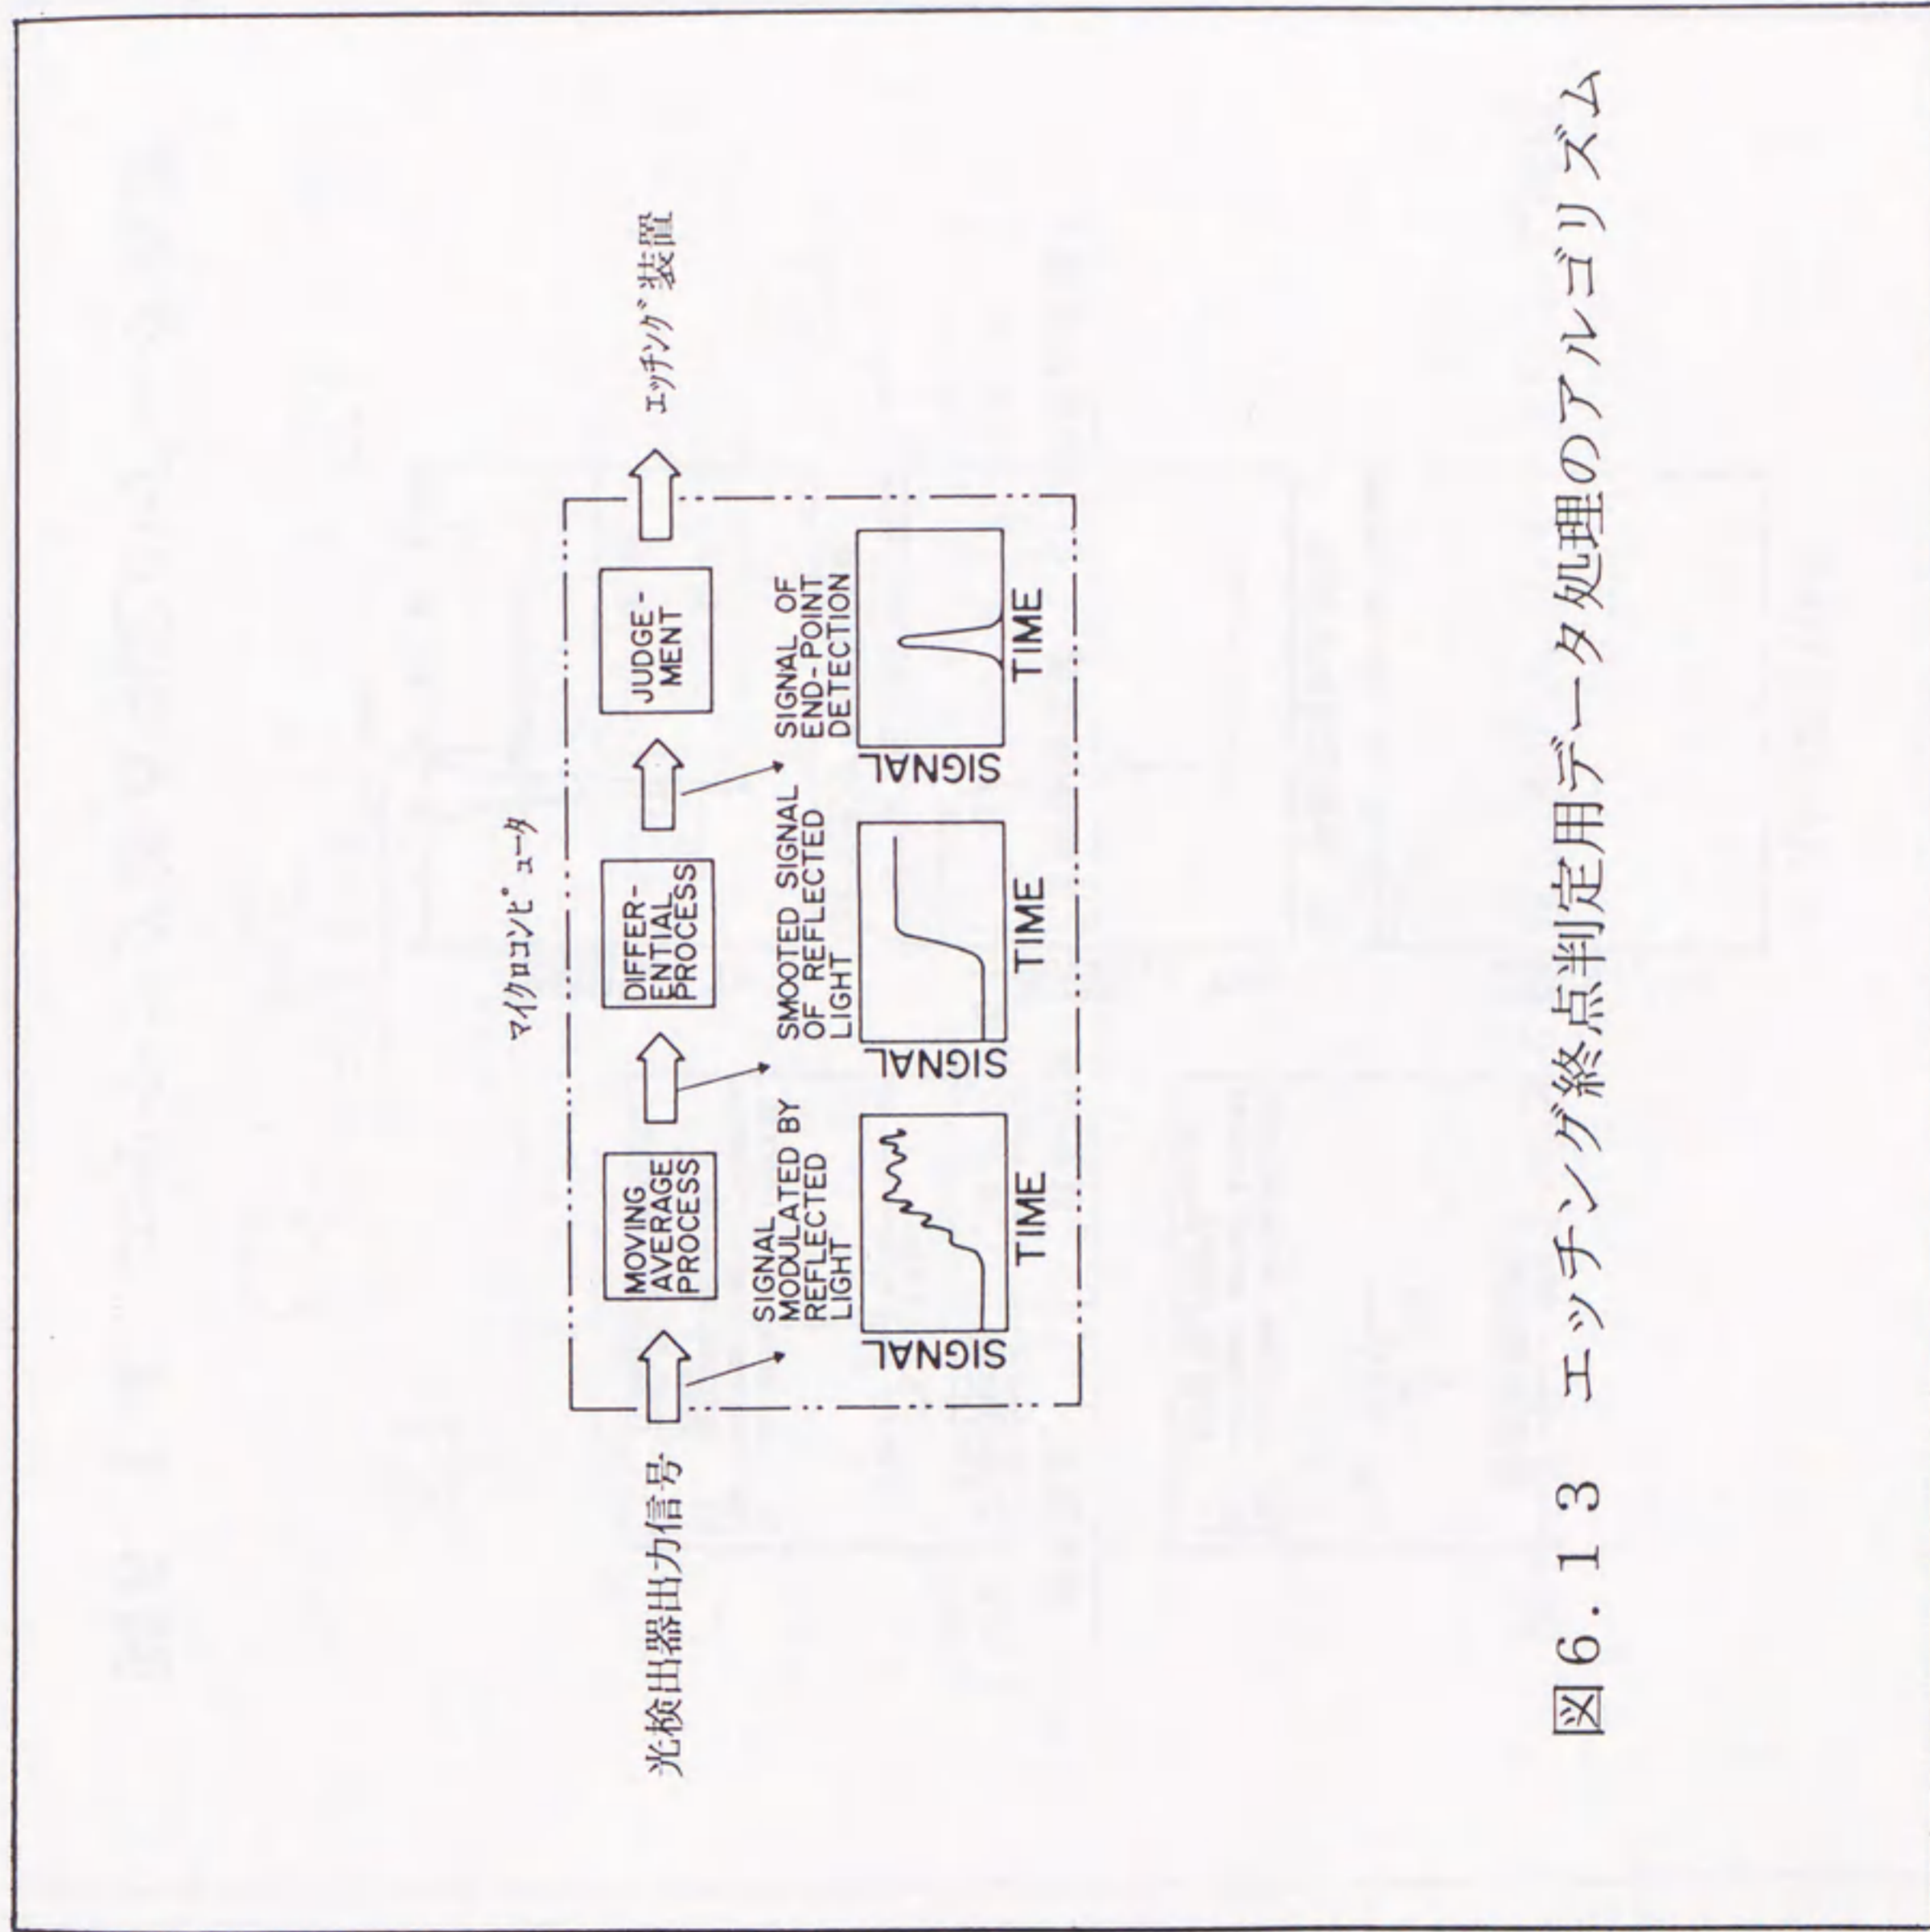 マイクロコンピュータ
光検出器出力信号
MOVING
AVERAGE
PROCESS
DIFFER-
ENTIAL
PROCESS
JUDGE-
MENT
エッチング装置
SIGNAL
MODULATED BY
REFLECTED
LIGHT
SMOOTED SIGNAL
OF REFLECTED
LIGHT
SIGNAL OF
END-POINT
DETECTION
SIGNAL
TIME
SIGNAL
TIME
SIGNAL
TIME
図6.13 エッチング終点判定用データ処理のアルゴリズム